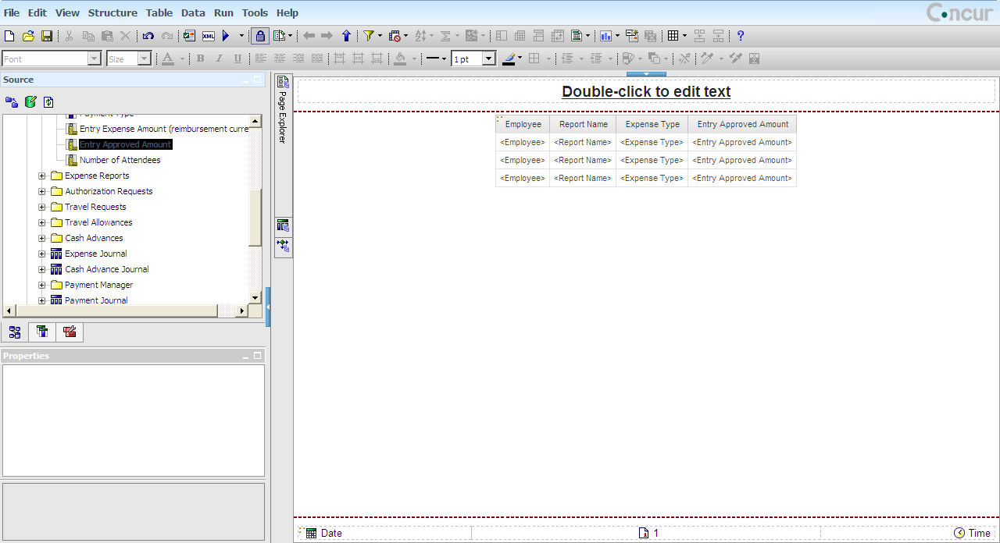 File Edit View Structure Table Data Run Tools Help
Concur
XML
Font
Size
A
B I U
1 pt
Source
Payment Type
Entry Expense Amount (reimbursement curre
Entry Approved Amount
Number of Attendees
Expense Reports
Authorization Requests
Travel Requests
Travel Allowances
Cash Advances
Expense Journal
Cash Advance Journal
Payment Manager
Payment Journal
Properties
Page Explorer
Double-click to edit text
Employee Report Name Expense Type Entry Approved Amount
<Employee> <Report Name> <Expense Type> <Entry Approved Amount>
<Employee> <Report Name> <Expense Type> <Entry Approved Amount>
<Employee> <Report Name> <Expense Type> <Entry Approved Amount>
Date 1 Time